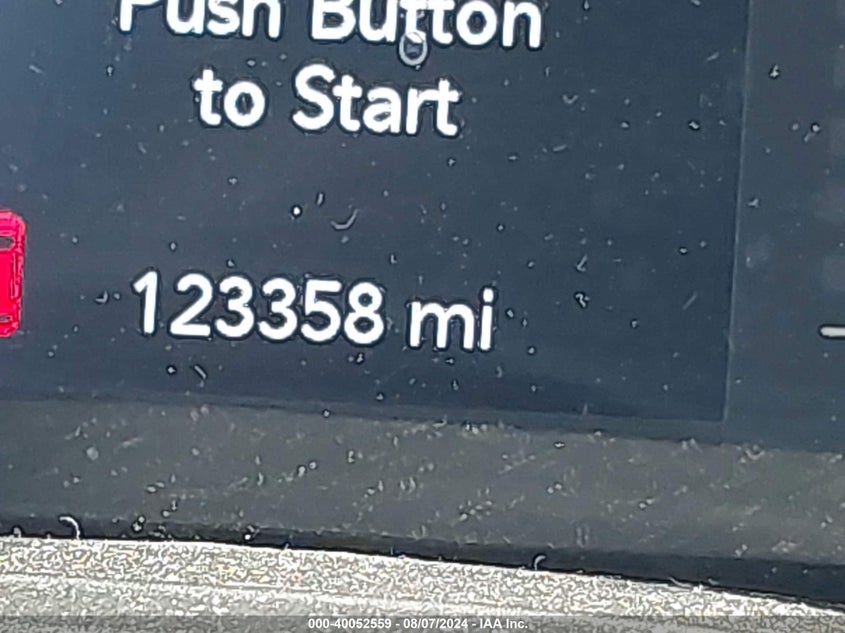 Push Button
to Start
123358 mi
000-40052559 - 08/07/2024 - IAA Inc.